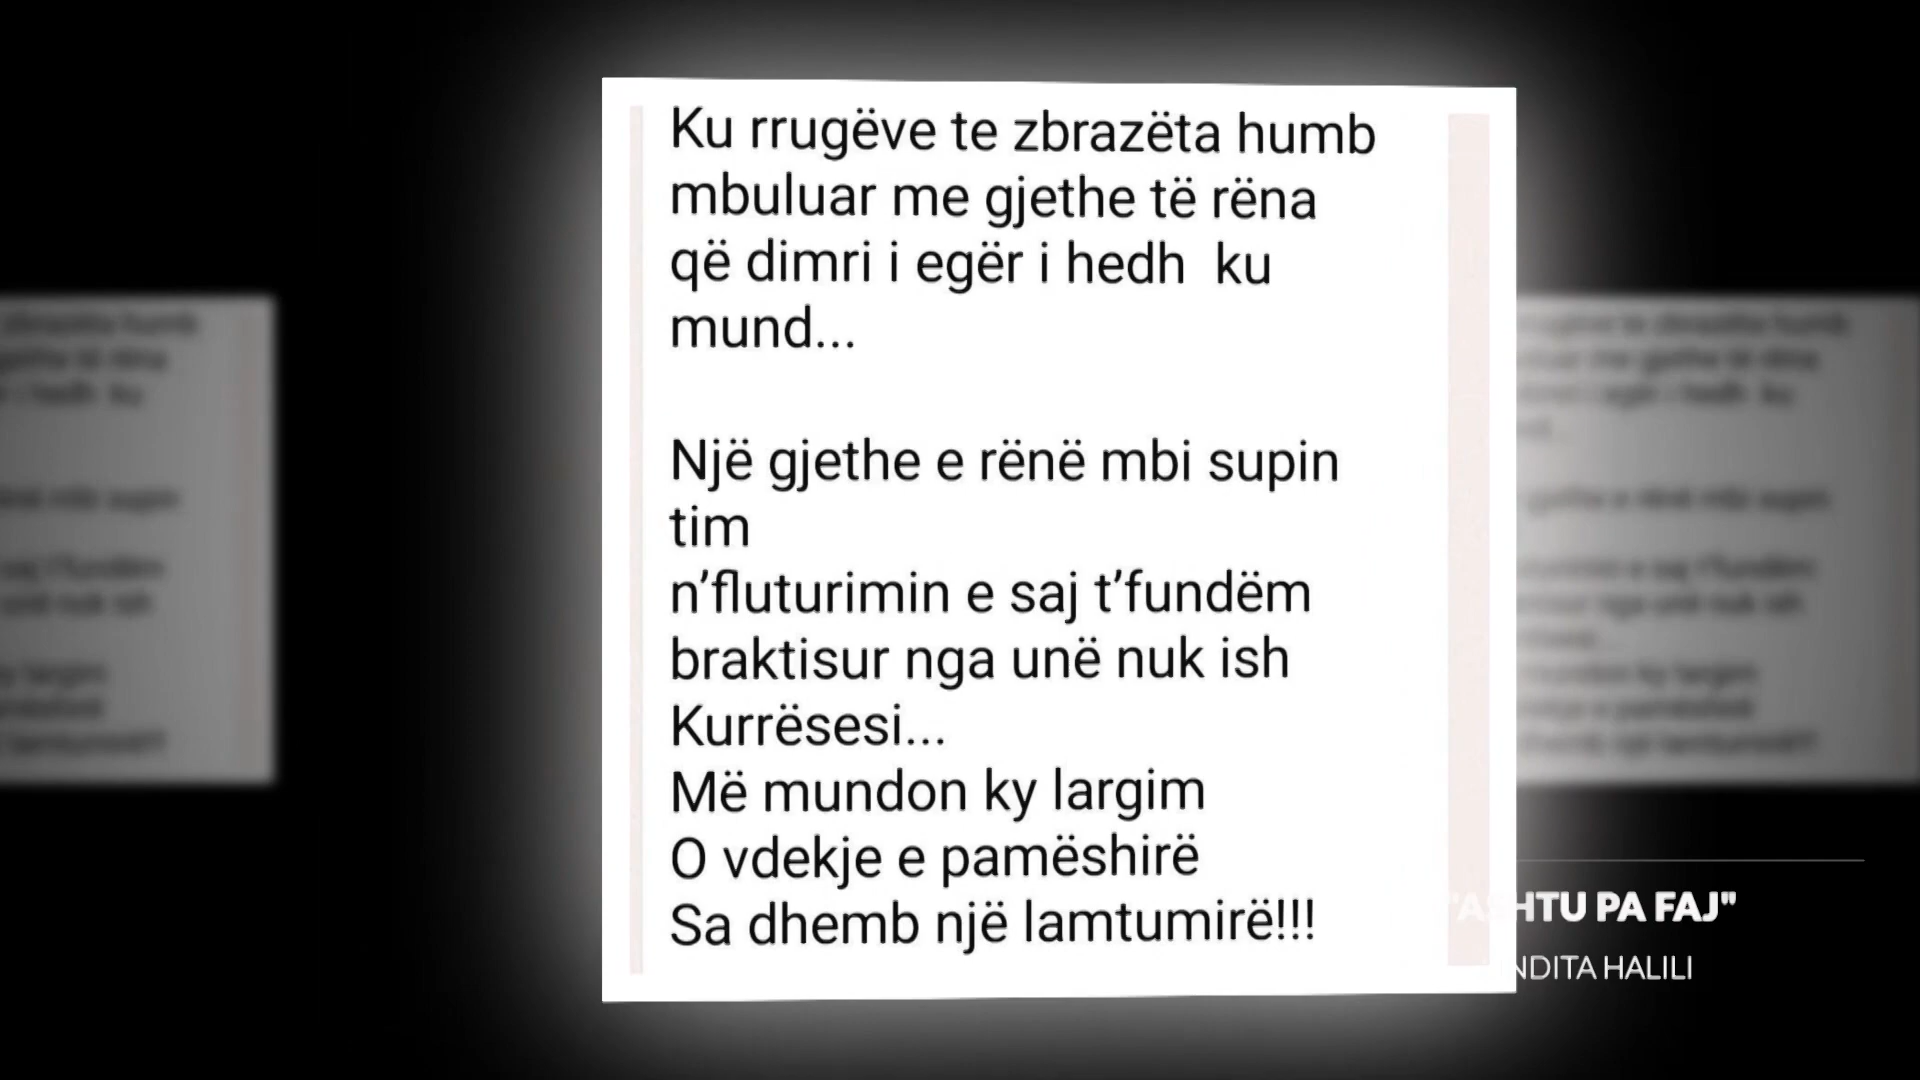 Ku rrugëve te zbrazëta humb
mbuluar me gjethe të rëna
që dimri i egër i hedh ku
mund...
Një gjethe e rënë mbi supin
tim
n’fluturimin e saj t’fundëm
braktisur nga unë nuk ish
Kurrësesi...
Më mundon ky largim
O vdekje e pamëshirë
Sa dhemb një lamtumirë!!!
"ASHTU PA FAJ"
HALILI